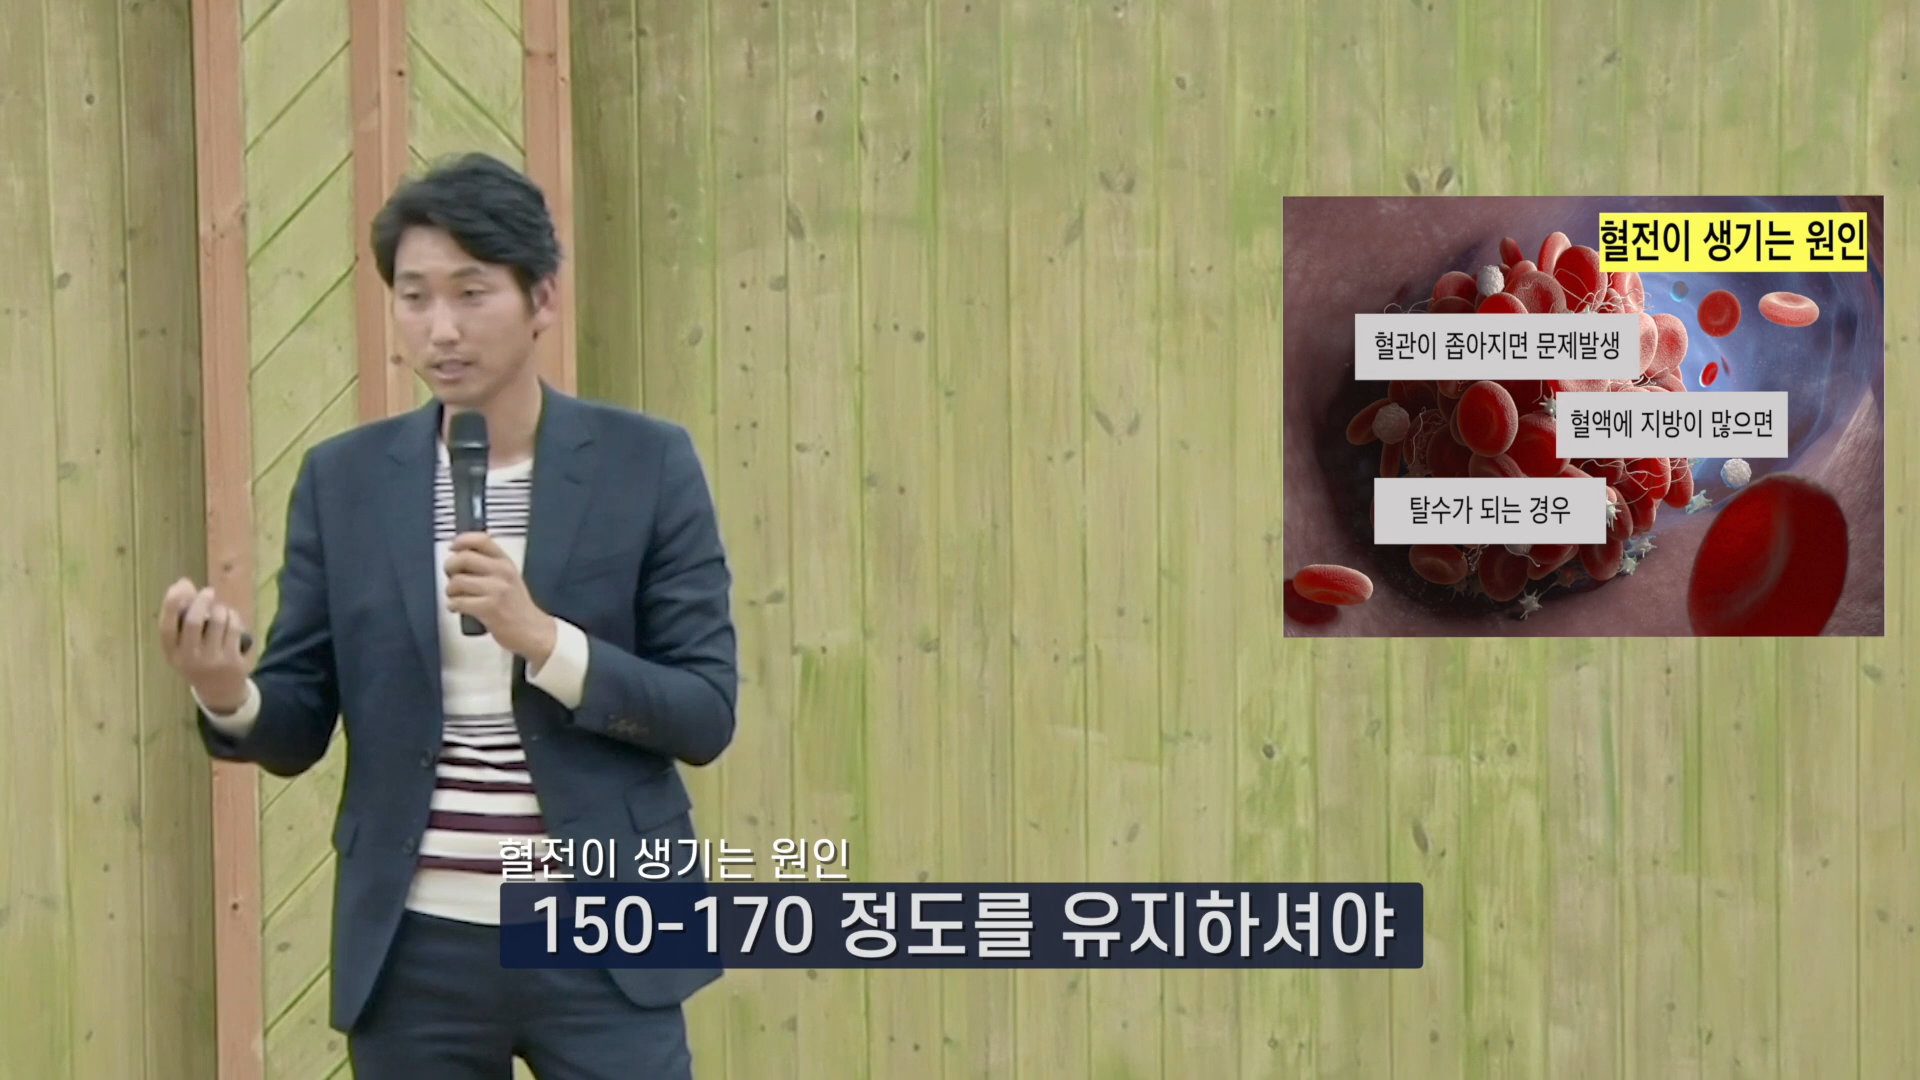 혈전이 생기는 원인
혈관이 좁아지면 문제발생
혈액에 지방이 많으면
탈수가 되는 경우
혈전이 생기는 원인
150-170 정도를 유지하셔야